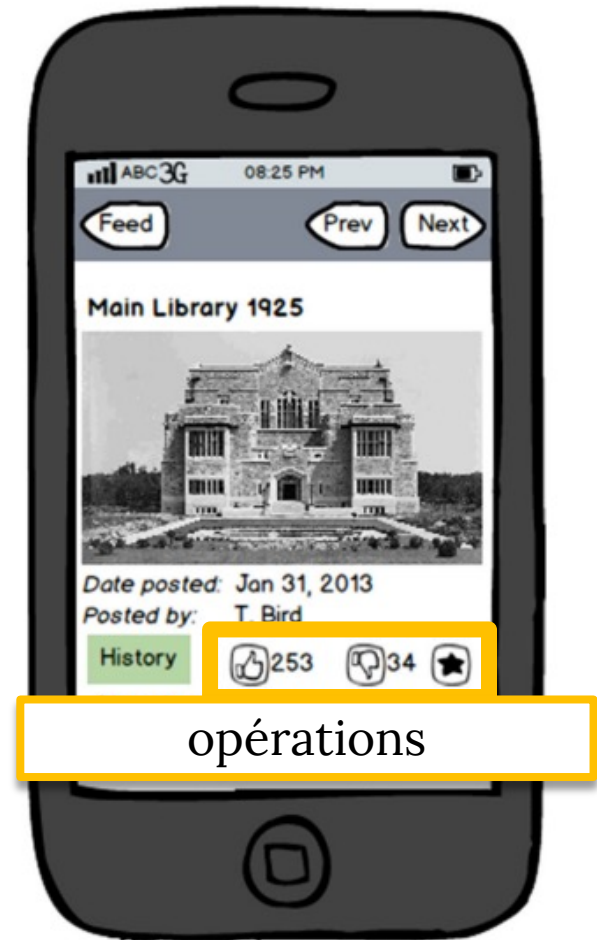 ABC 3G 08:25 PM
Feed Prev Next
Main Library 1925
Date posted: Jan 31, 2013
Posted by: T. Bird
History 253 34
opérations